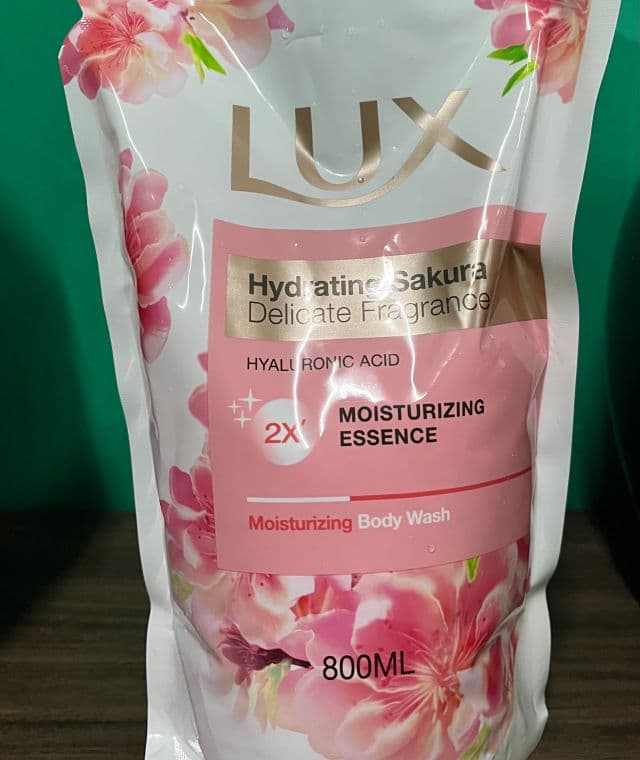 LUX
Hydrating Sakura
Delicate Fragrance
HYALURONIC ACID
2X'
MOISTURIZING
ESSENCE
Moisturizing Body Wash
800ML